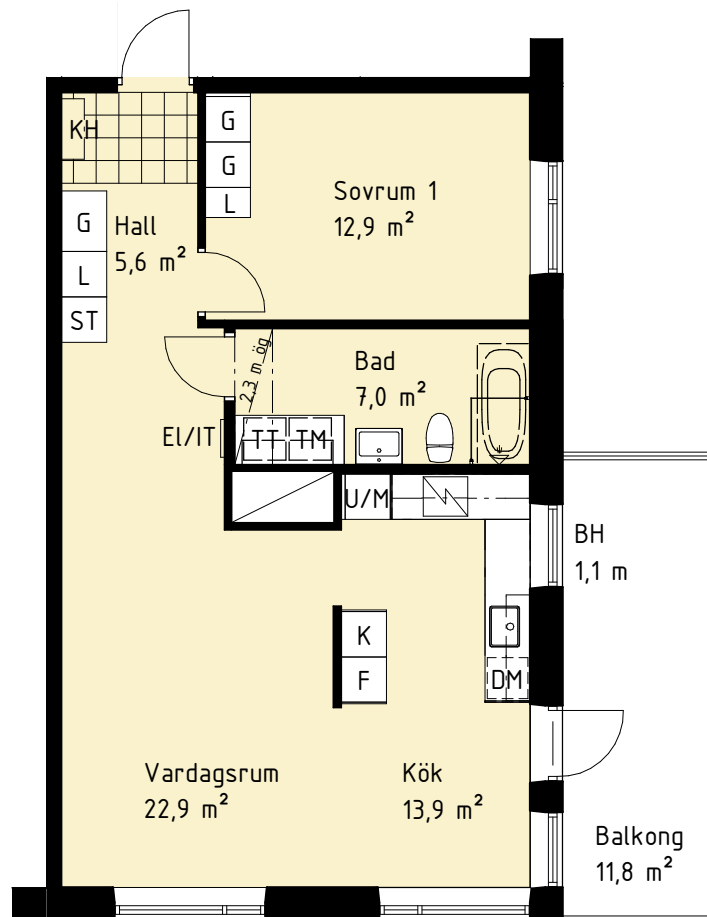 KH
G
G
L
Sovrum 1
12,9 m²
G
L
ST
Hall
5,6 m²
2,3 m ög
Bad
7,0 m²
El/IT
TT
TM
U/M
BH
1,1 m
K
F
DM
Vardagsrum
22,9 m²
Kök
13,9 m²
Balkong
11,8 m²